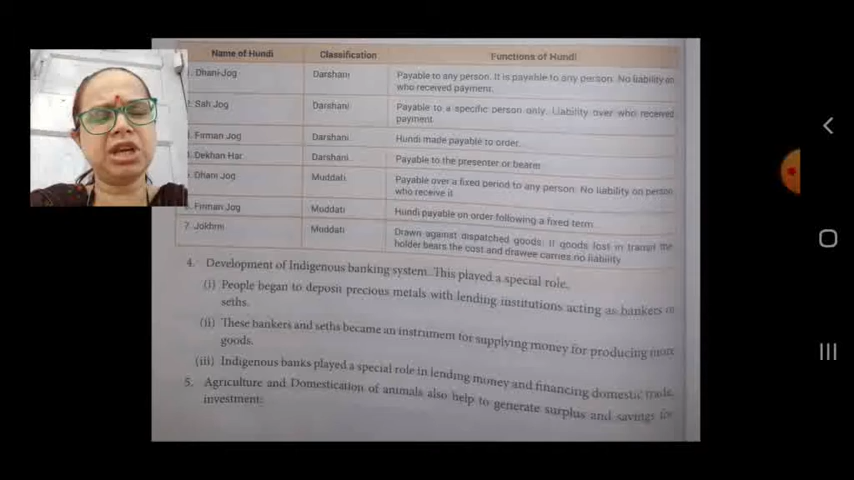 Name of Hundi Classification Functions of Hundi
1. Dhani-Jog Darshani Payable to any person. It is payable to any person. No liability on
who received payment.
2. Sah Jog Darshani Payable to a specific person only. Liability over who received
payment
3. Firman Jog Darshani Hundi made payable to order.
4. Dekhan Har Darshani Payable to the presenter or bearer
5. Dhani Jog Muddati Payable over a fixed period to any person. No liability on person
who receive it
6. Firman Jog Muddati Hundi payable on order following a fixed term
7. Jokhmi Muddati Drawn against dispatched goods. If goods lost in transit the
holder bears the cost and drawee carries no liability
4. Development of Indigenous banking system. This played a special role.
(i) People began to deposit precious metals with lending institutions acting as bankers or
seths.
(ii) These bankers and seths became an instrument for supplying money for producing more
goods.
(iii) Indigenous banks played a special role in lending money and financing domestic trade,
5. Agriculture and Domestication of animals also help to generate surplus and savings for
investment: